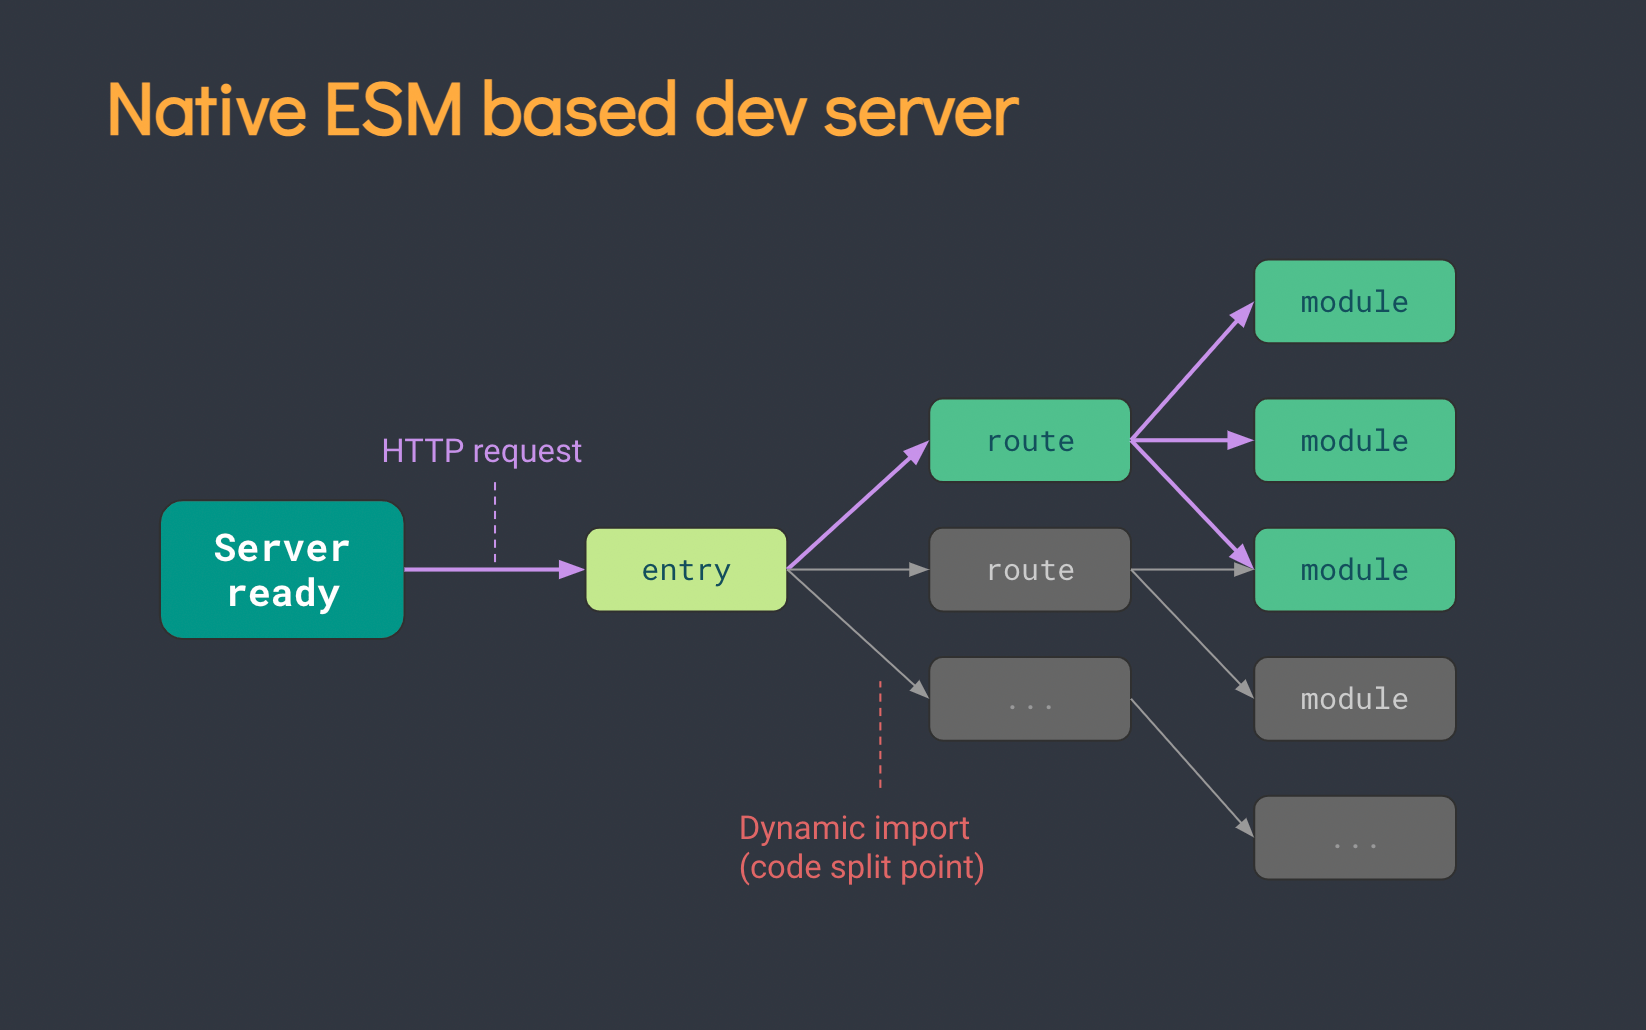 Native ESM based dev server
HTTP request
Server
ready
entry
route
route
...
module
module
module
module
...
Dynamic import
(code split point)